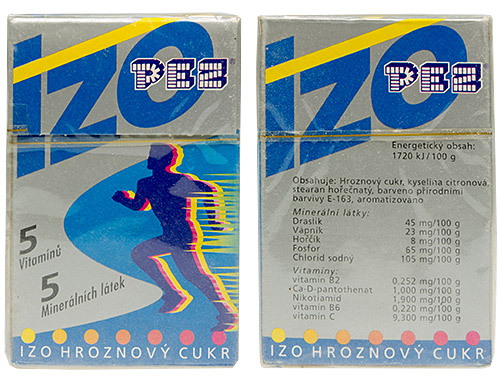 IZO
PEZ
5
Vitamínů
5
Minerálních látek
IZO HROZNOVÝ CUKR
IZO
PEZ
Energetický obsah:
1720 kJ/100 g
Obsahuje: Hroznový cukr, kyselina citronová,
stearan hořečnatý, barveno přírodními
barvivy E-163, aromatizováno
Minerální látky:
Draslík 45 mg/100 g
Vápník 23 mg/100 g
Hořčík 8 mg/100 g
Fosfor 65 mg/100 g
Chlorid sodný 105 mg/100 g
Vitamíny:
vitamin B2 0,252 mg/100 g
Ca-D-pantothenat 1,000 mg/100 g
Nikotiamid 1,900 mg/100 g
vitamin B6 0,220 mg/100 g
vitamin C 9,300 mg/100 g
IZO HROZNOVÝ CUKR